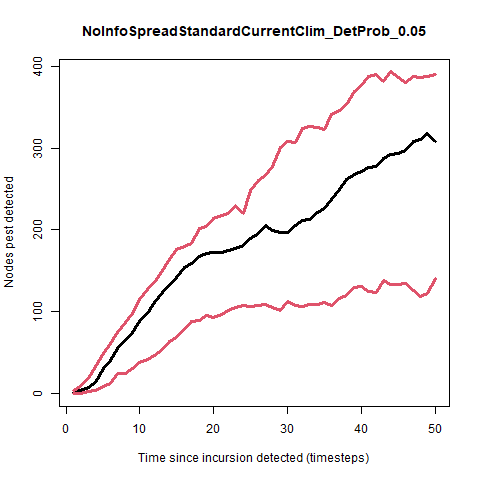 NoInfoSpreadStandardCurrentClim_DetProb_0.05
Nodes pest detected
400
300
200
100
0
0 10 20 30 40 50
Time since incursion detected (timesteps)